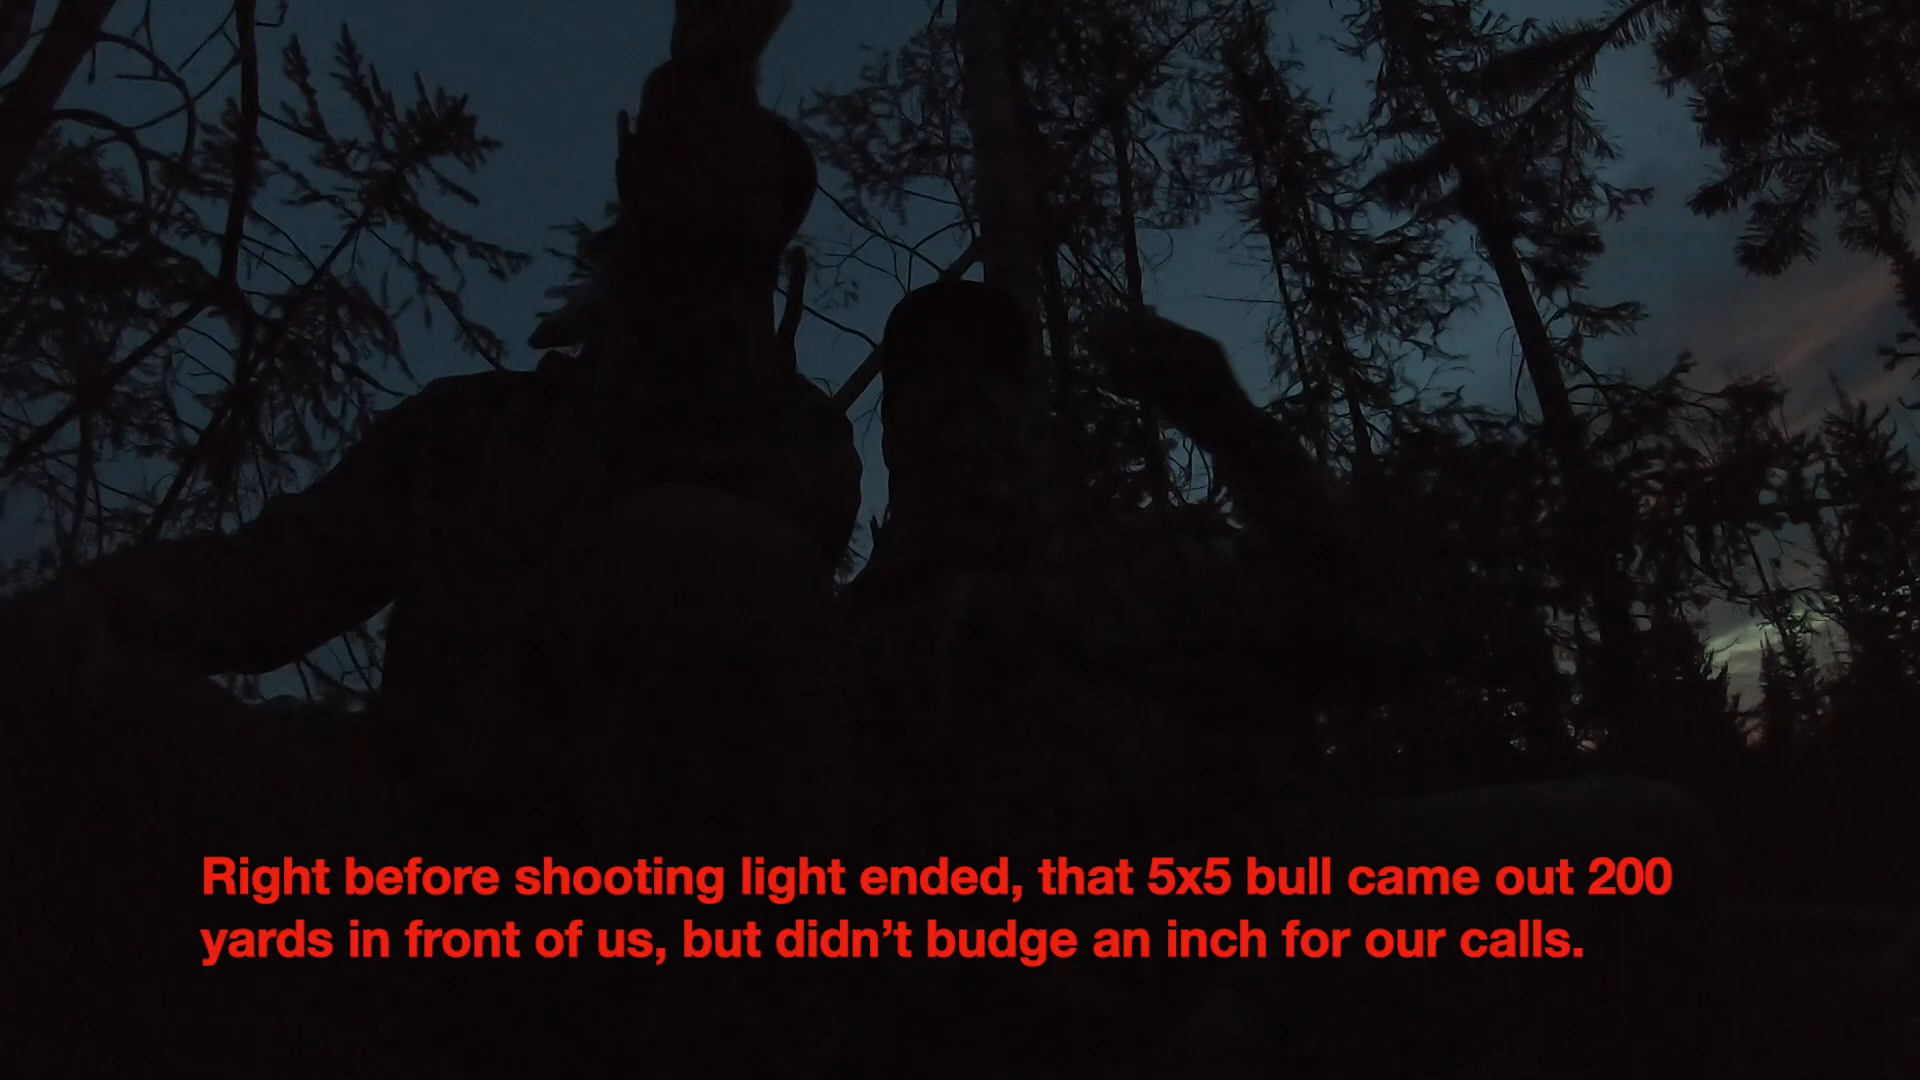 Right before shooting light ended, that 5x5 bull came out 200
yards in front of us, but didn’t budge an inch for our calls.